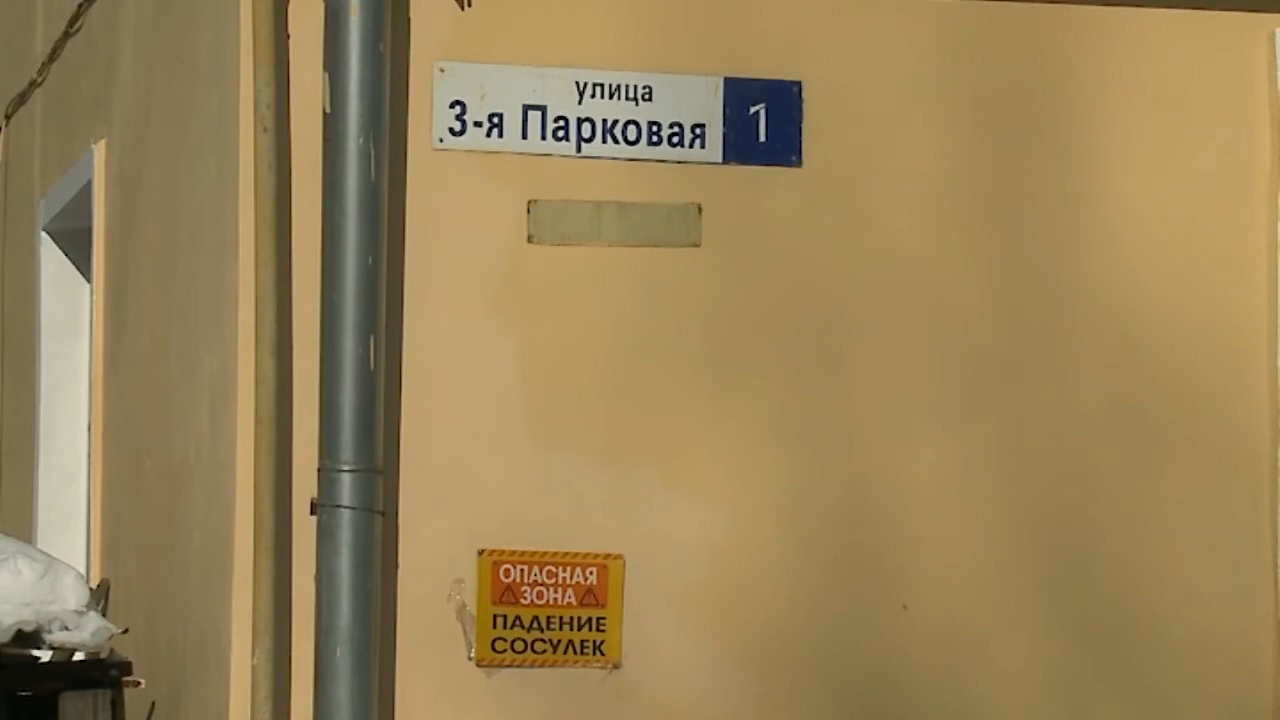 улица
3-я Парковая
1
ОПАСНАЯ
ЗОНА
ПАДЕНИЕ
СОСУЛЕК